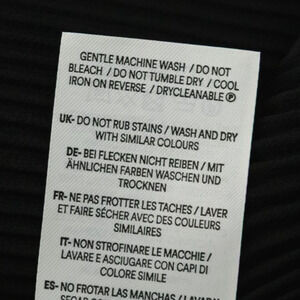 GENTLE MACHINE WASH / DO NOT
BLEACH / DO NOT TUMBLE DRY / COOL
IRON ON REVERSE / DRYCLEANABLE Ⓟ
UK- DO NOT RUB STAINS / WASH AND DRY
WITH SIMILAR COLOURS
DE- BEI FLECKEN NICHT REIBEN / MIT
ÄHNLICHEN FARBEN WASCHEN UND
TROCKNEN
FR- NE PAS FROTTER LES TACHES / LAVER
ET FAIRE SÉCHER AVEC DES COULEURS
SIMILAIRES
IT- NON STROFINARE LE MACCHIE /
LAVARE E ASCIUGARE CON CAPI DI
COLORE SIMILE
ES- NO FROTAR LAS MANCHAS / LAVAR